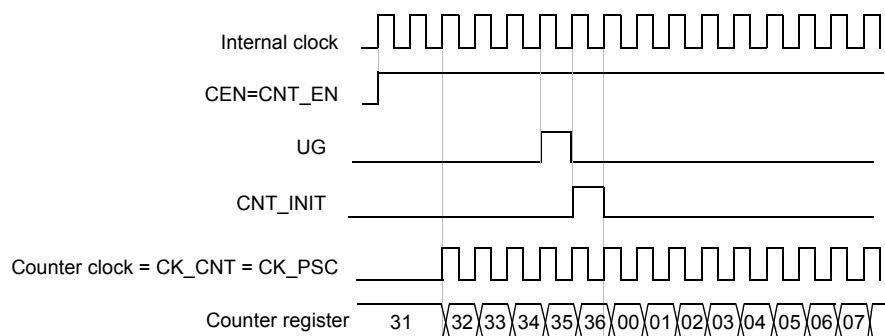 Internal clock
CEN=CNT_EN
UG
CNT_INIT
Counter clock = CK_CNT = CK_PSC
Counter register 31 32 33 34 35 36 00 01 02 03 04 05 06 07